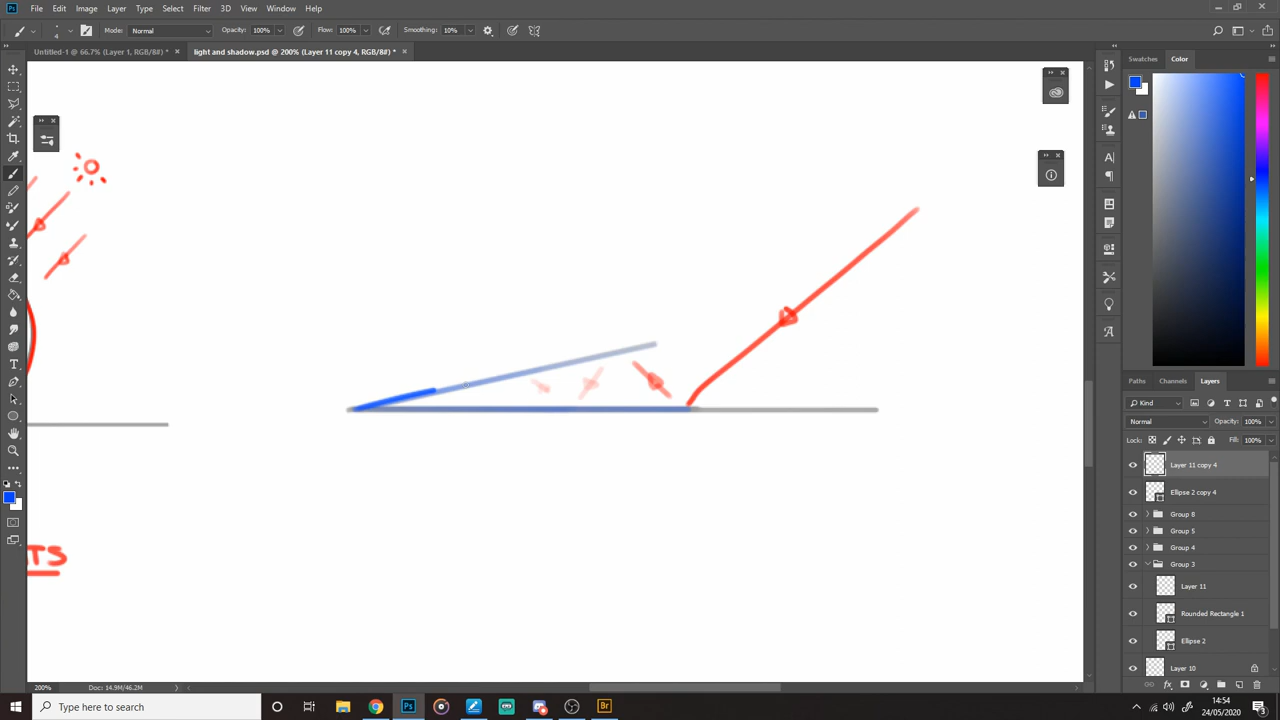 File Edit Image Layer Type Select Filter 3D View Window Help
4 Mode: Normal Opacity: 100% Flow: 100% Smoothing: 10%
Untitled-1 @ 66.7% (Layer 1, RGB/8#) * × light and shadow.psd @ 200% (Layer 11 copy 4, RGB/8#) * ×
Swatches Color
TS
Paths Channels Layers
Kind
Normal Opacity: 100%
Lock: Fill: 100%
Layer 11 copy 4
Ellipse 2 copy 4
Group 8
Group 5
Group 4
Group 3
Layer 11
Rounded Rectangle 1
Ellipse 2
Layer 10
200% Doc: 14.9M/46.2M
Type here to search
14:54
24/05/2020